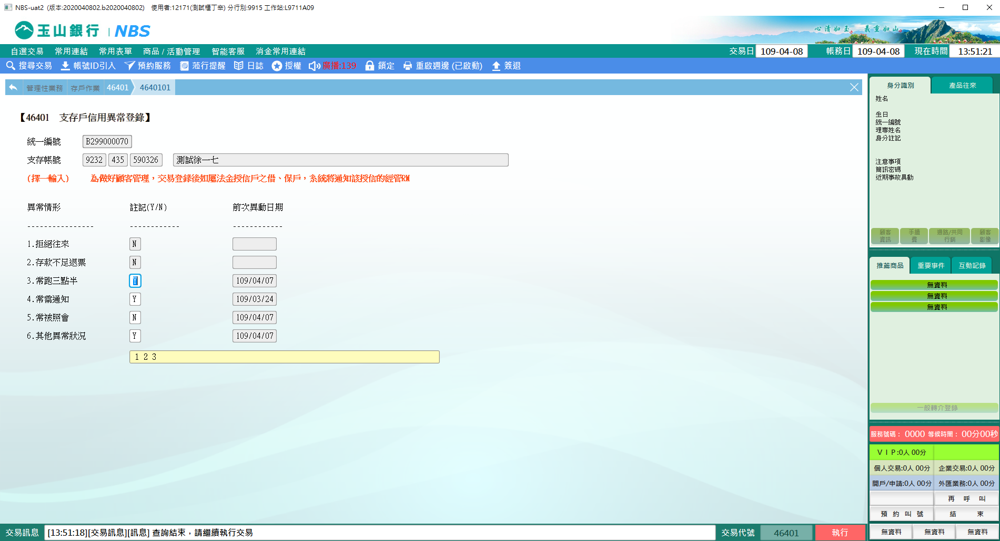 NBS-uat2 (版本:2020040802.b2020040802) 使用者:12171(測試櫃丁辛) 分行別:9915 工作站:L9711A09
玉山銀行 | NBS
心清如玉。義重如山。
自選交易 常用連結 常用表單 商品 / 活動管理 智能客服 消金常用連結 交易日 109-04-08 帳務日 109-04-08 現在時間 13:51:21
搜尋交易 帳號ID引入 預約服務 蒞行提醒 日誌 授權 廣播:139 鎖定 重啟週邊 (已啟動) 簽退
管理性業務 存戶作業 46401 4640101
【46401 支存戶信用異常登錄】
統一編號 B299000070
支存帳號 9232 435 590326 測試徐一七
(擇一輸入) 為做好顧客管理，交易登錄後如屬法金授信戶之借、保戶，系統將通知該授信的經管RM
異常情形 註記(Y/N) 前次異動日期
---------------- ------------ ------------
1.拒絕往來 N
2.存款不足退票 N
3.常跑三點半 Y 109/04/07
4.常需通知 Y 109/03/24
5.常被照會 N 109/04/07
6.其他異常狀況 Y 109/04/07
1 2 3
身分識別 產品往來
姓名
生日
統一編號
理專姓名
身分註記
注意事項
簡訊密碼
近期事故異動
顧客資訊 手續費 通路/共同行銷 顧客影像
推薦商品 重要事件 互動記錄
無資料
無資料
無資料
一般轉介登錄
服務號碼： 0000 等候時間： 00分00秒
ＶＩＰ:0人 00分
個人交易:0人 00分 企業交易:0人 00分
開戶/申請:0人 00分 外匯業務:0人 00分
再 呼 叫
預 約 叫 號 結 束
交易訊息 [13:51:18][交易訊息][訊息] 查詢結束，請繼續執行交易 交易代號 46401 執行 無資料 無資料 無資料